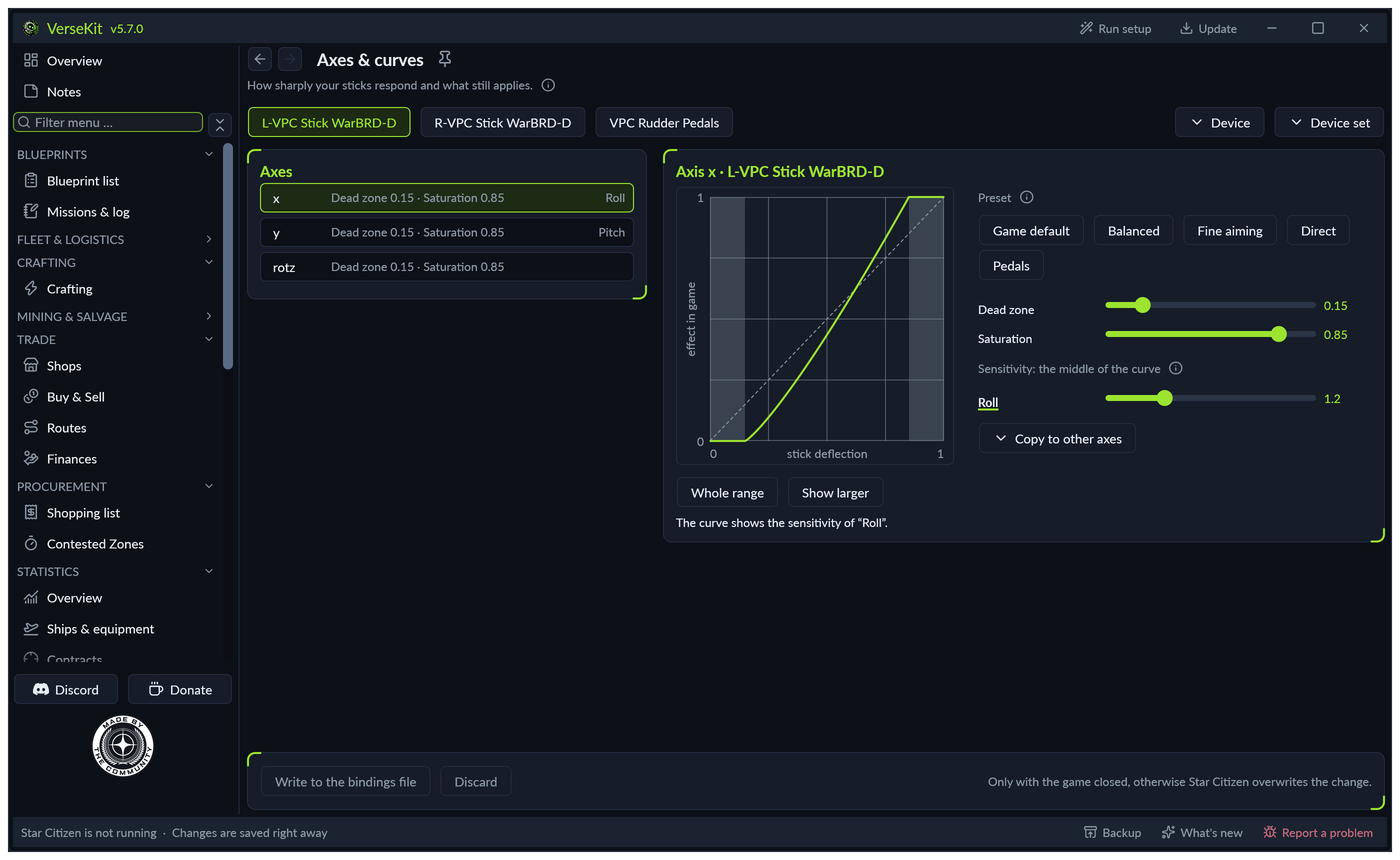 VerseKit v5.7.0
Run setup
Update
Overview
Notes
Filter menu ...
BLUEPRINTS
Blueprint list
Missions & log
FLEET & LOGISTICS
CRAFTING
Crafting
MINING & SALVAGE
TRADE
Shops
Buy & Sell
Routes
Finances
PROCUREMENT
Shopping list
Contested Zones
STATISTICS
Overview
Ships & equipment
Contracts
Discord
Donate
MADE BY
THE COMMUNITY
Axes & curves
How sharply your sticks respond and what still applies.
L-VPC Stick WarBRD-D
R-VPC Stick WarBRD-D
VPC Rudder Pedals
Device
Device set
Axes
x Dead zone 0.15 · Saturation 0.85 Roll
y Dead zone 0.15 · Saturation 0.85 Pitch
rotz Dead zone 0.15 · Saturation 0.85
Axis x · L-VPC Stick WarBRD-D
1
effect in game
0
0 stick deflection 1
Whole range
Show larger
The curve shows the sensitivity of “Roll”.
Preset
Game default
Balanced
Fine aiming
Direct
Pedals
Dead zone 0.15
Saturation 0.85
Sensitivity: the middle of the curve
Roll 1.2
Copy to other axes
Write to the bindings file
Discard
Only with the game closed, otherwise Star Citizen overwrites the change.
Star Citizen is not running · Changes are saved right away
Backup
What's new
Report a problem